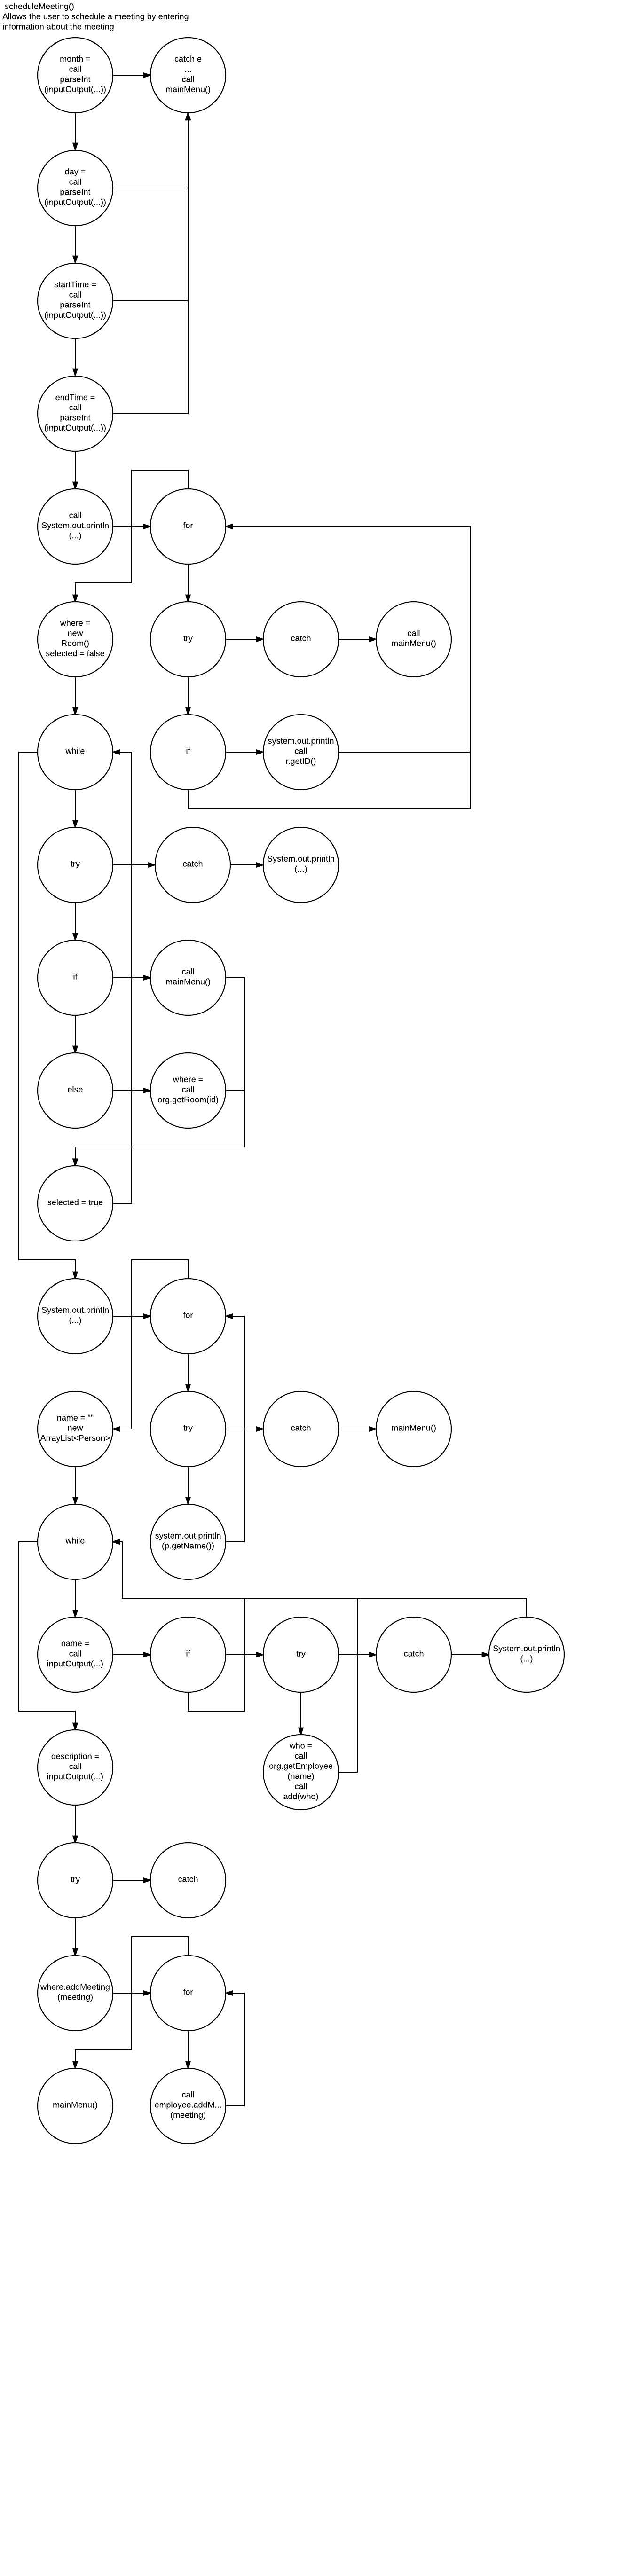 scheduleMeeting()
Allows the user to schedule a meeting by entering
information about the meeting
month =
call
parseInt
(inputOutput(...))
catch e
...
call
mainMenu()
day =
call
parseInt
(inputOutput(...))
startTime =
call
parseInt
(inputOutput(...))
endTime =
call
parseInt
(inputOutput(...))
call
System.out.println
(...)
for
where =
new
Room()
selected = false
try
catch
call
mainMenu()
while
if
system.out.println
call
r.getID()
try
catch
System.out.println
(...)
if
call
mainMenu()
else
where =
call
org.getRoom(id)
selected = true
System.out.println
(...)
for
name = ""
new
ArrayList<Person>
try
catch
mainMenu()
while
system.out.println
(p.getName())
name =
call
inputOutput(...)
if
try
catch
System.out.println
(...)
description =
call
inputOutput(...)
who =
call
org.getEmployee
(name)
call
add(who)
try
catch
where.addMeeting
(meeting)
for
mainMenu()
call
employee.addM...
(meeting)